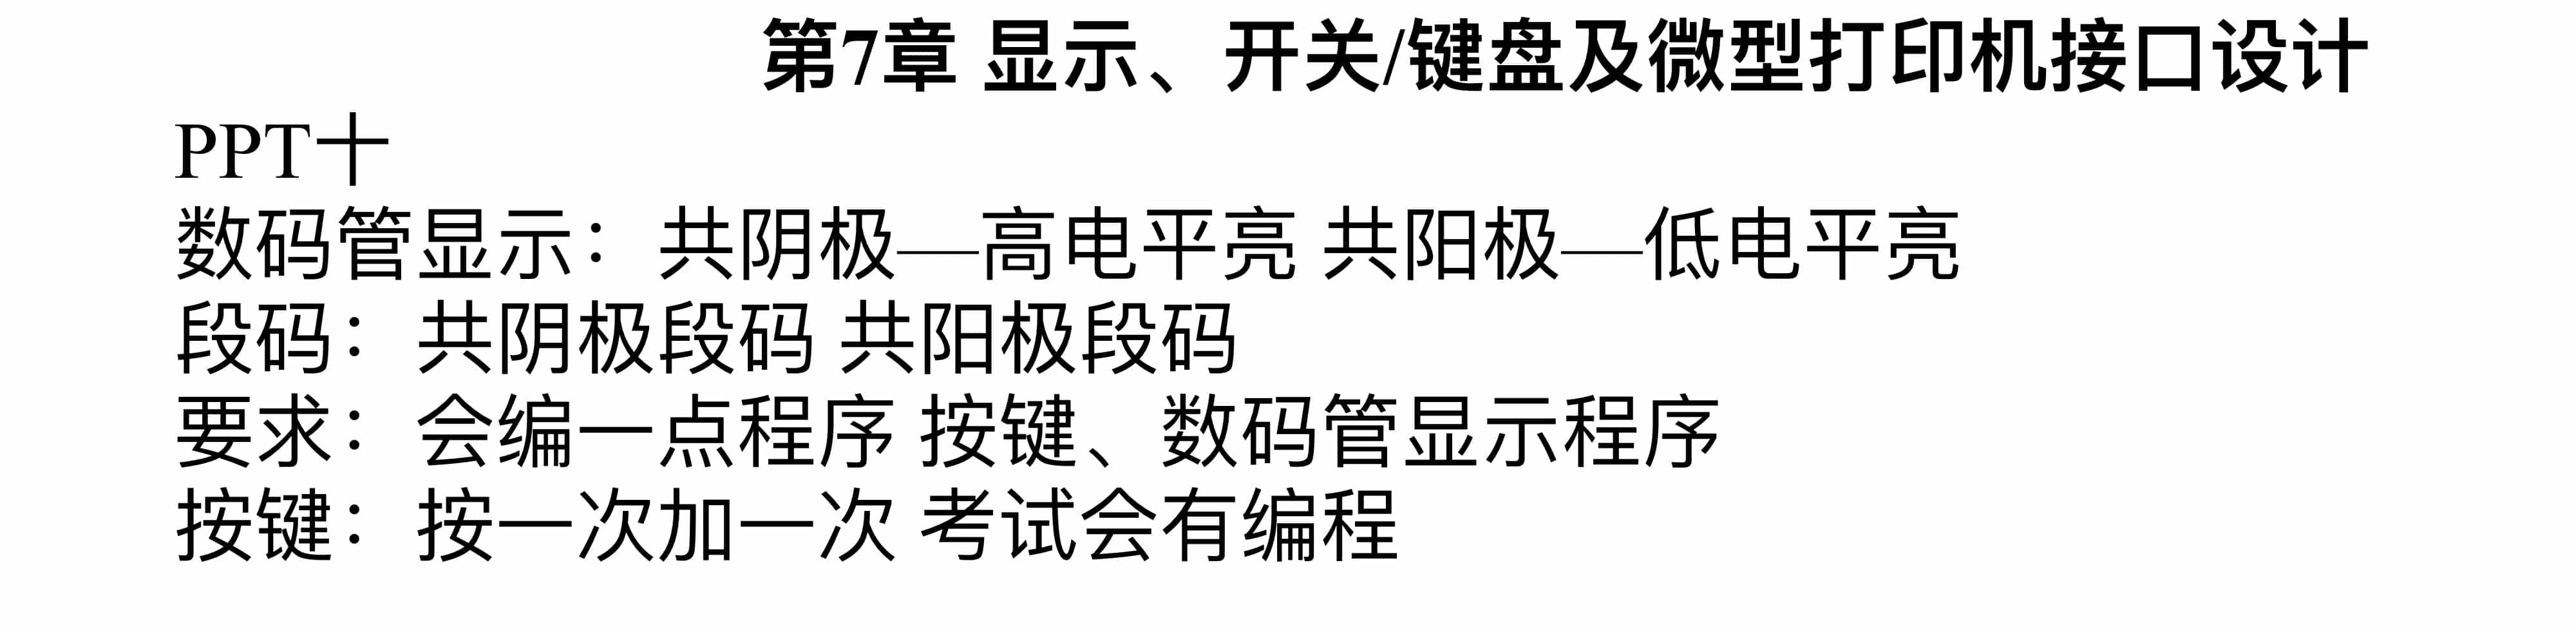 第7章 显示、开关/键盘及微型打印机接口设计
PPT十
数码管显示：共阴极—高电平亮 共阳极—低电平亮
段码：共阴极段码 共阳极段码
要求：会编一点程序 按键、数码管显示程序
按键：按一次加一次 考试会有编程